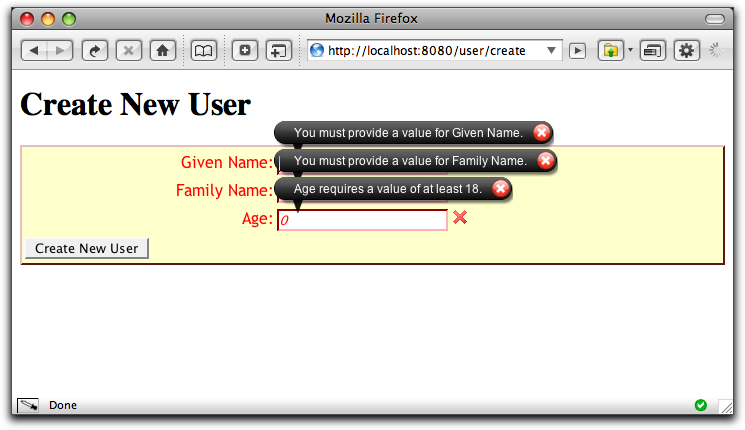 Mozilla Firefox
http://localhost:8080/user/create
Create New User
You must provide a value for Given Name.
Given Name:
You must provide a value for Family Name.
Family Name:
Age requires a value of at least 18.
Age:
0
Create New User
Done